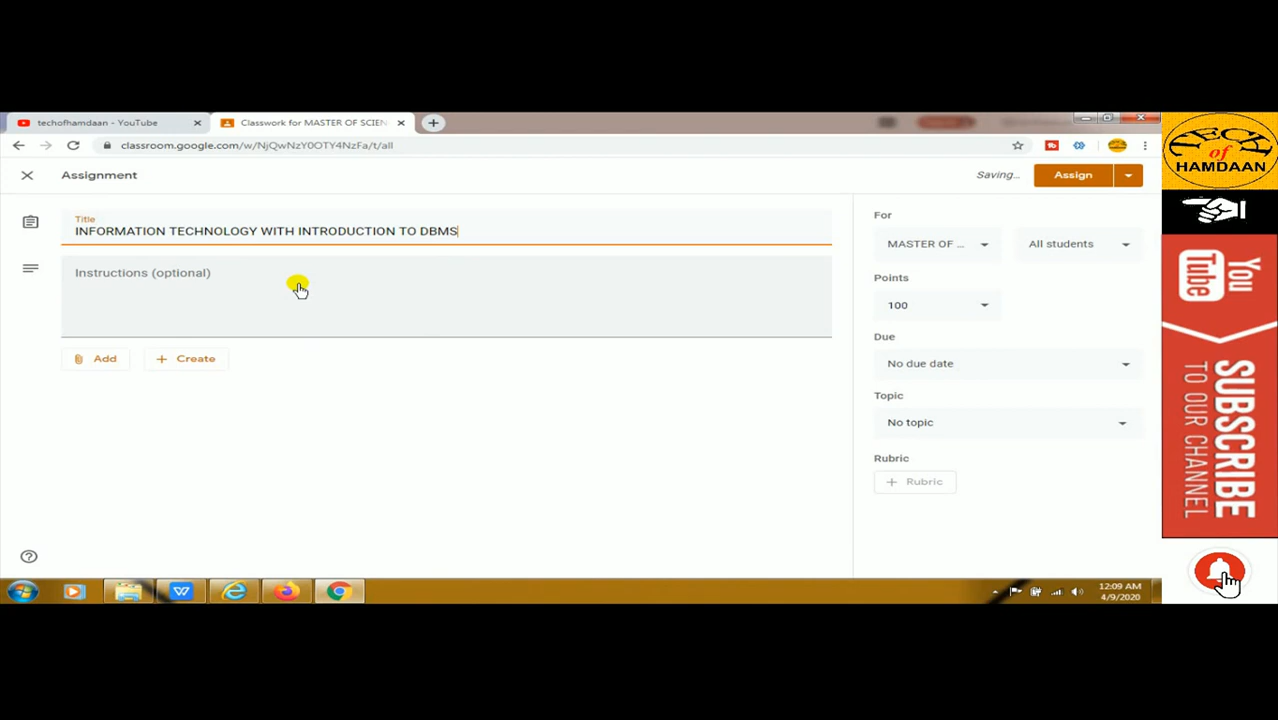 techofhamdaan - YouTube
Classwork for MASTER OF SCIEN
classroom.google.com/w/NjQwNzY0OTY4NzFa/t/all
Assignment
Saving...
Assign
Title
INFORMATION TECHNOLOGY WITH INTRODUCTION TO DBMS
Instructions (optional)
Add
Create
For
MASTER OF ...
All students
Points
100
Due
No due date
Topic
No topic
Rubric
Rubric
12:09 AM
4/9/2020
TECH
of
HAMDAAN
You
Tube
SUBSCRIBE
TO OUR CHANNEL